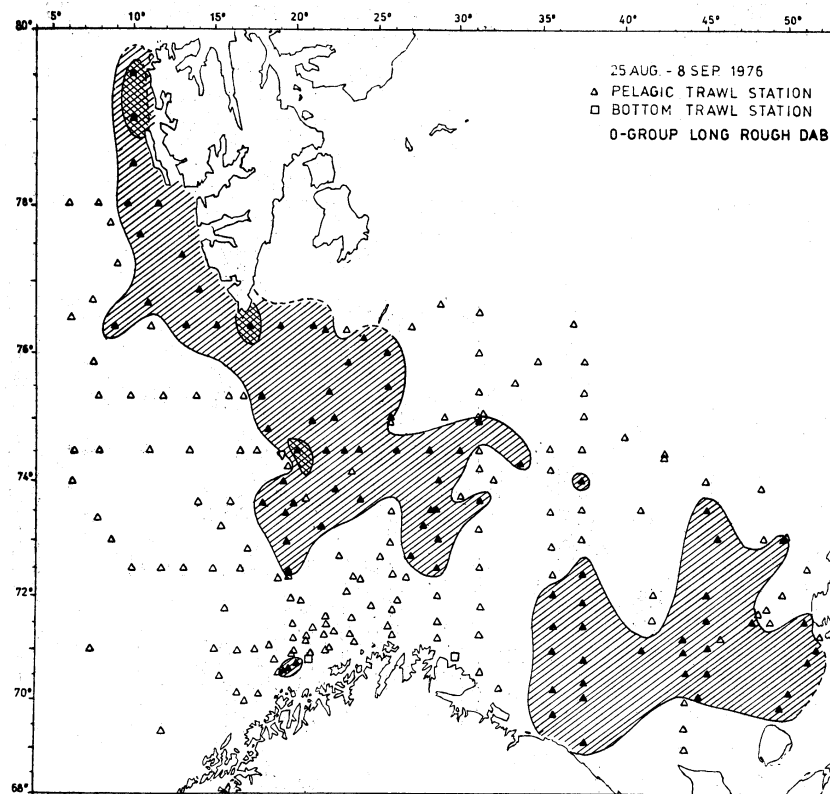 5° 10° 15° 20° 25° 30° 35° 40° 45° 50°
80°
25 AUG. - 8 SEP. 1976
△ PELAGIC TRAWL STATION
□ BOTTOM TRAWL STATION
0-GROUP LONG ROUGH DAB
78°
76°
74°
72°
70°
68°